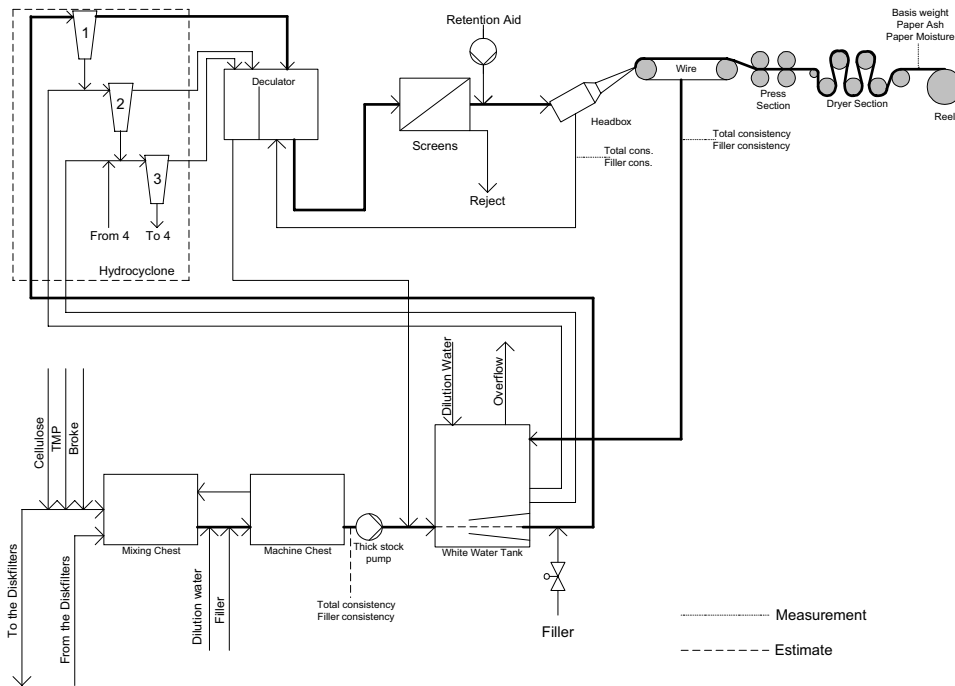 Retention Aid
Basis weight
Paper Ash
Paper Moisture
1
2
3
Deculator
Screens
Headbox
Wire
Press
Section
Dryer Section
Reel
Total consistency
Filler consistency
Total cons.
Filler cons.
Reject
From 4
To 4
Hydrocyclone
Dilution Water
Overflow
Cellulose
TMP
Broke
Mixing Chest
Machine Chest
Thick stock
pump
White Water Tank
To the Diskfilters
From the Diskfilters
Dilution water
Filler
Total consistency
Filler consistency
Filler
Measurement
Estimate